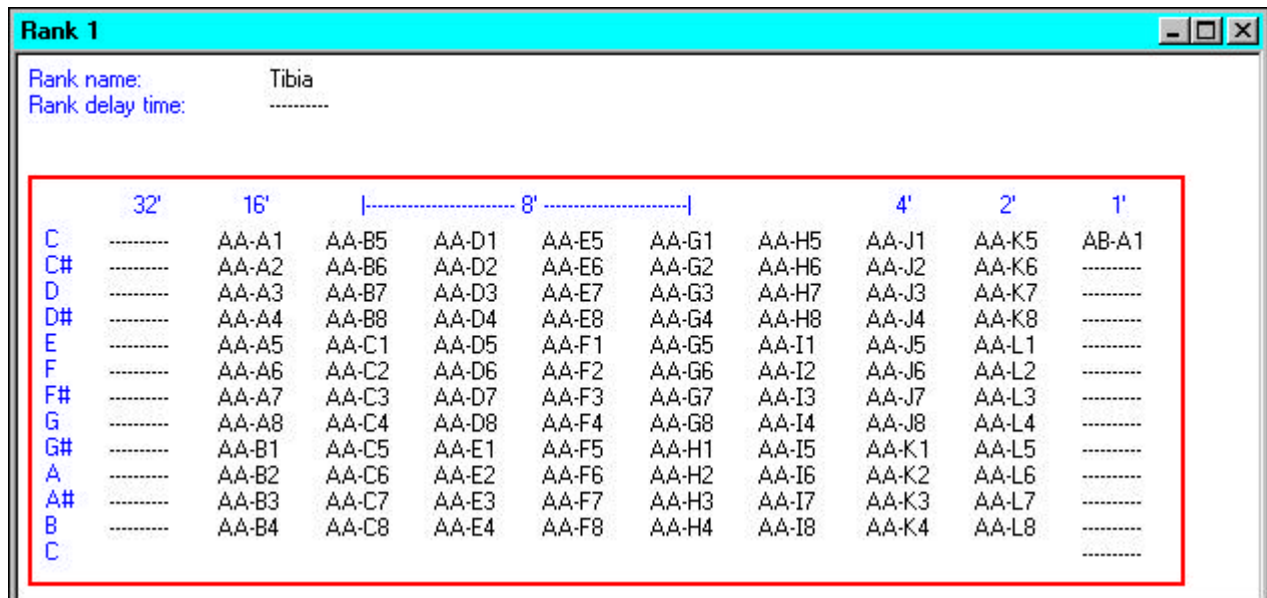 Rank 1
Rank name: Tibia
Rank delay time: ----------
32' 16' |----------------------- 8' ----------------------| 4' 2' 1'
C --------- AA-A1 AA-B5 AA-D1 AA-E5 AA-G1 AA-H5 AA-J1 AA-K5 AB-A1
C# --------- AA-A2 AA-B6 AA-D2 AA-E6 AA-G2 AA-H6 AA-J2 AA-K6 ---------
D --------- AA-A3 AA-B7 AA-D3 AA-E7 AA-G3 AA-H7 AA-J3 AA-K7 ---------
D# --------- AA-A4 AA-B8 AA-D4 AA-E8 AA-G4 AA-H8 AA-J4 AA-K8 ---------
E --------- AA-A5 AA-C1 AA-D5 AA-F1 AA-G5 AA-I1 AA-J5 AA-L1 ---------
F --------- AA-A6 AA-C2 AA-D6 AA-F2 AA-G6 AA-I2 AA-J6 AA-L2 ---------
F# --------- AA-A7 AA-C3 AA-D7 AA-F3 AA-G7 AA-I3 AA-J7 AA-L3 ---------
G --------- AA-A8 AA-C4 AA-D8 AA-F4 AA-G8 AA-I4 AA-J8 AA-L4 ---------
G# --------- AA-B1 AA-C5 AA-E1 AA-F5 AA-H1 AA-I5 AA-K1 AA-L5 ---------
A --------- AA-B2 AA-C6 AA-E2 AA-F6 AA-H2 AA-I6 AA-K2 AA-L6 ---------
A# --------- AA-B3 AA-C7 AA-E3 AA-F7 AA-H3 AA-I7 AA-K3 AA-L7 ---------
B --------- AA-B4 AA-C8 AA-E4 AA-F8 AA-H4 AA-I8 AA-K4 AA-L8 ---------
C ---------